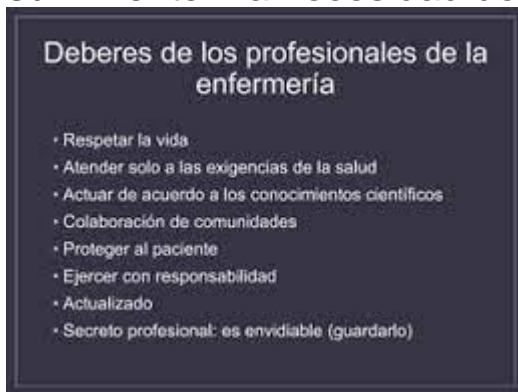 Deberes de los profesionales de la
enfermería
• Respetar la vida
• Atender solo a las exigencias de la salud
• Actuar de acuerdo a los conocimientos científicos
• Colaboración de comunidades
• Proteger al paciente
• Ejercer con responsabilidad
• Actualizado
• Secreto profesional: es envidiable (guardarlo)